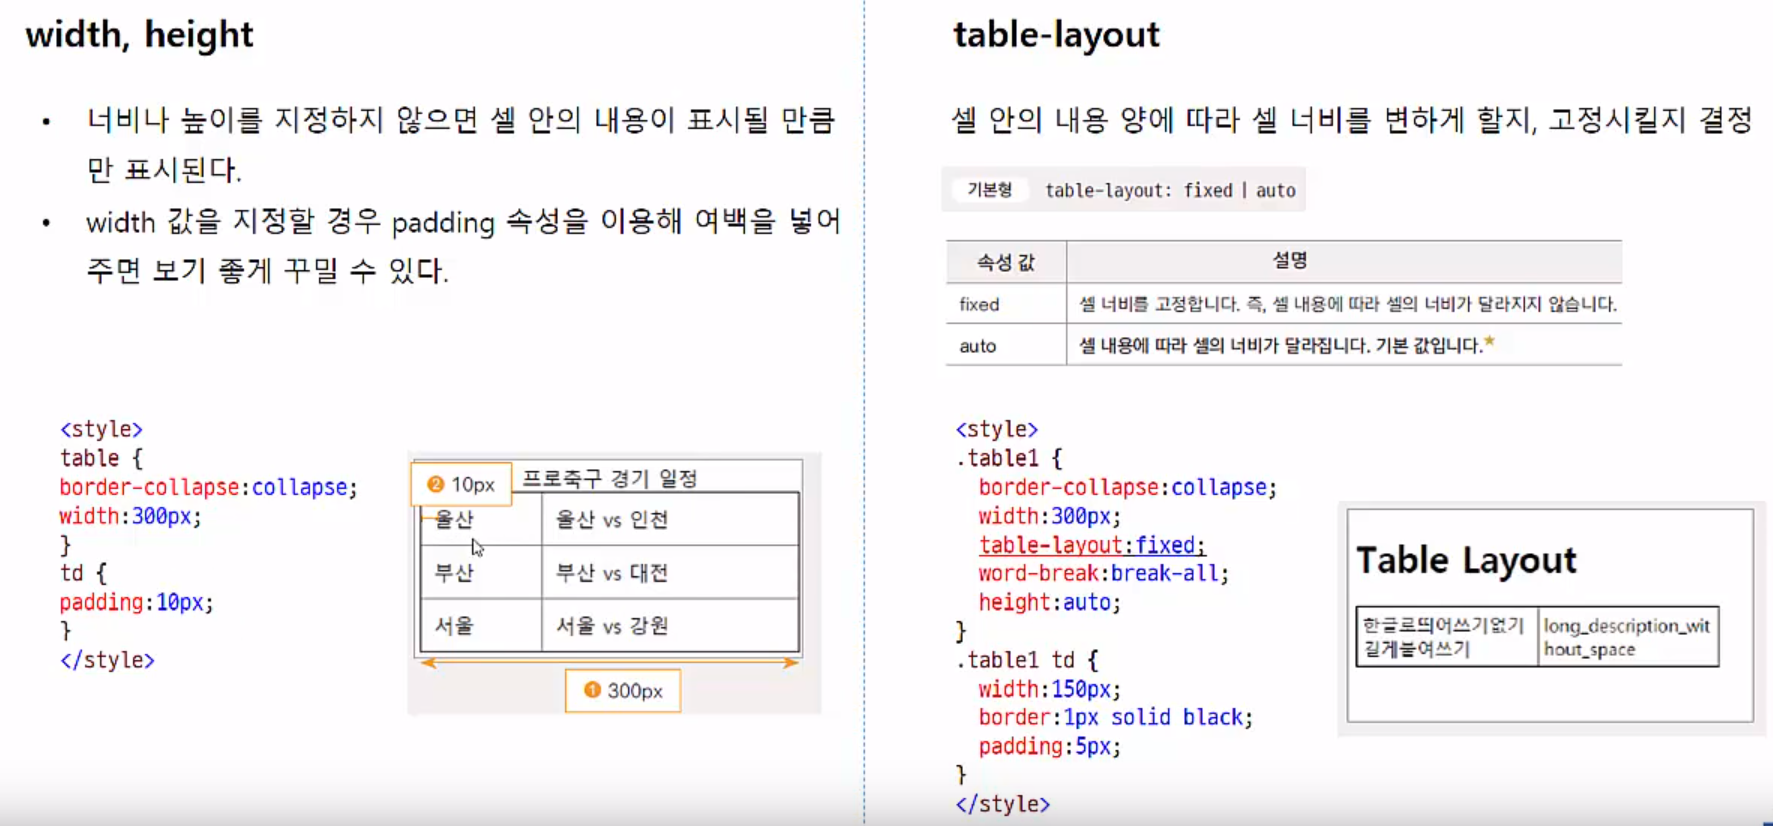 width, height
• 너비나 높이를 지정하지 않으면 셀 안의 내용이 표시될 만큼
만 표시된다.
• width 값을 지정할 경우 padding 속성을 이용해 여백을 넣어
주면 보기 좋게 꾸밀 수 있다.
<style>
table {
border-collapse:collapse;
width:300px;
}
td {
padding:10px;
}
</style>
프로축구 경기 일정
❷ 10px
울산 울산 vs 인천
부산 부산 vs 대전
서울 서울 vs 강원
❶ 300px
table-layout
셀 안의 내용 양에 따라 셀 너비를 변하게 할지, 고정시킬지 결정
기본형 table-layout: fixed | auto
속성 값 설명
fixed 셀 너비를 고정합니다. 즉, 셀 내용에 따라 셀의 너비가 달라지지 않습니다.
auto 셀 내용에 따라 셀의 너비가 달라집니다. 기본 값입니다.★
<style>
.table1 {
border-collapse:collapse;
width:300px;
table-layout:fixed;
word-break:break-all;
height:auto;
}
.table1 td {
width:150px;
border:1px solid black;
padding:5px;
}
</style>
Table Layout
한글로띄어쓰기없기
길게붙여쓰기
long_description_wit
hout_space